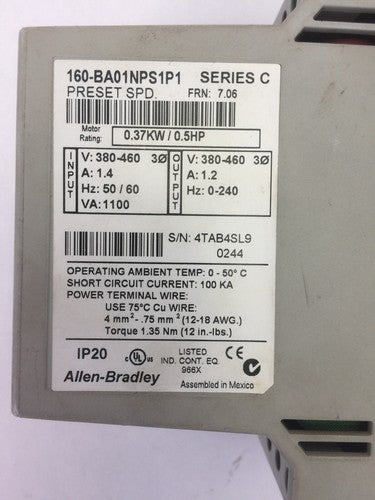 160-BA01NPS1P1 SERIES C
PRESET SPD. FRN: 7.06
Motor Rating: 0.37KW / 0.5HP
INPUT
V: 380-460 3Ø
A: 1.4
Hz: 50 / 60
VA: 1100
OUTPUT
V: 380-460 3Ø
A: 1.2
Hz: 0-240
S/N: 4TAB4SL9
0244
OPERATING AMBIENT TEMP: 0 - 50° C
SHORT CIRCUIT CURRENT: 100 KA
POWER TERMINAL WIRE:
USE 75°C Cu WIRE:
4 mm² -.75 mm² (12-18 AWG.)
Torque 1.35 Nm (12 in.-lbs.)
IP20 c UL US LISTED IND. CONT. EQ. 966X CE
Allen-Bradley Assembled in Mexico